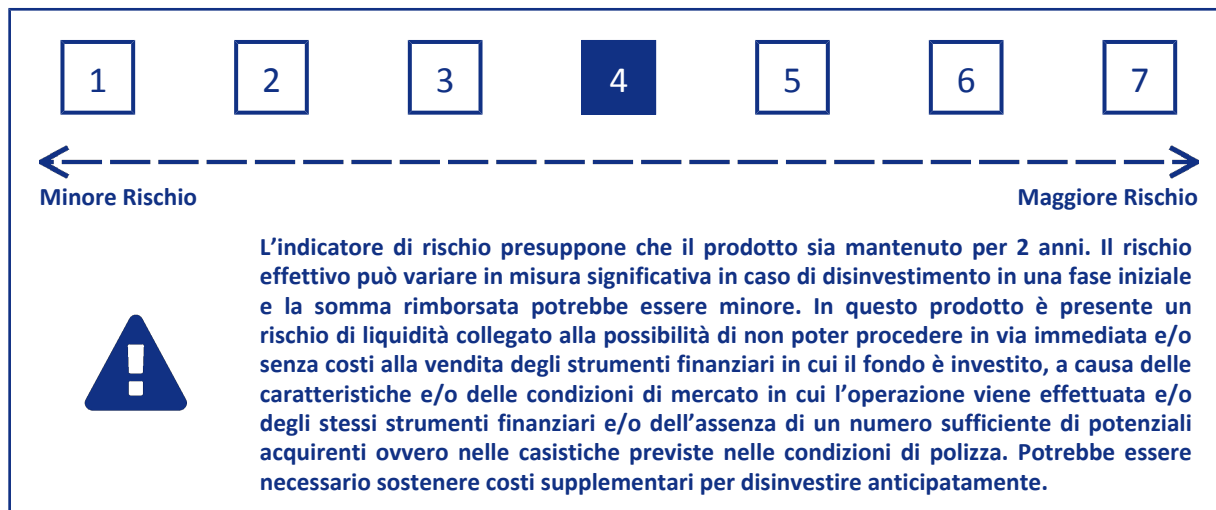 1 2 3 4 5 6 7
Minore Rischio Maggiore Rischio
L’indicatore di rischio presuppone che il prodotto sia mantenuto per 2 anni. Il rischio
effettivo può variare in misura significativa in caso di disinvestimento in una fase iniziale
e la somma rimborsata potrebbe essere minore. In questo prodotto è presente un
rischio di liquidità collegato alla possibilità di non poter procedere in via immediata e/o
senza costi alla vendita degli strumenti finanziari in cui il fondo è investito, a causa delle
caratteristiche e/o delle condizioni di mercato in cui l’operazione viene effettuata e/o
degli stessi strumenti finanziari e/o dell’assenza di un numero sufficiente di potenziali
acquirenti ovvero nelle casistiche previste nelle condizioni di polizza. Potrebbe essere
necessario sostenere costi supplementari per disinvestire anticipatamente.